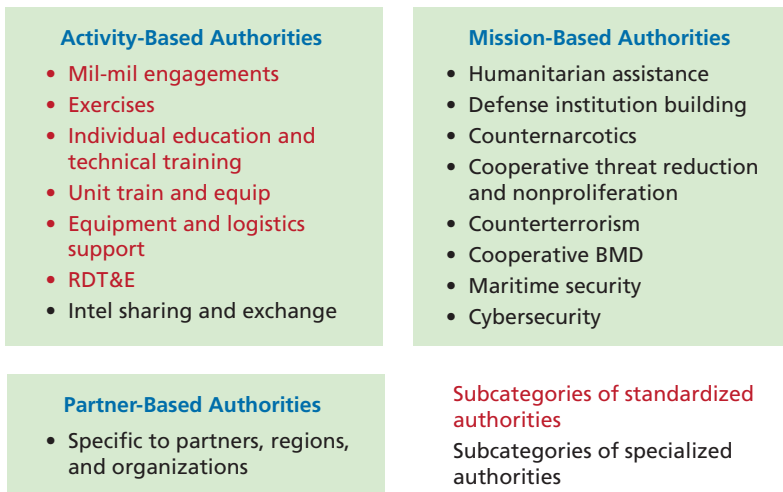 Activity-Based Authorities
• Mil-mil engagements
• Exercises
• Individual education and
technical training
• Unit train and equip
• Equipment and logistics
support
• RDT&E
• Intel sharing and exchange
Mission-Based Authorities
• Humanitarian assistance
• Defense institution building
• Counternarcotics
• Cooperative threat reduction
and nonproliferation
• Counterterrorism
• Cooperative BMD
• Maritime security
• Cybersecurity
Partner-Based Authorities
• Specific to partners, regions,
and organizations
Subcategories of standardized
authorities
Subcategories of specialized
authorities